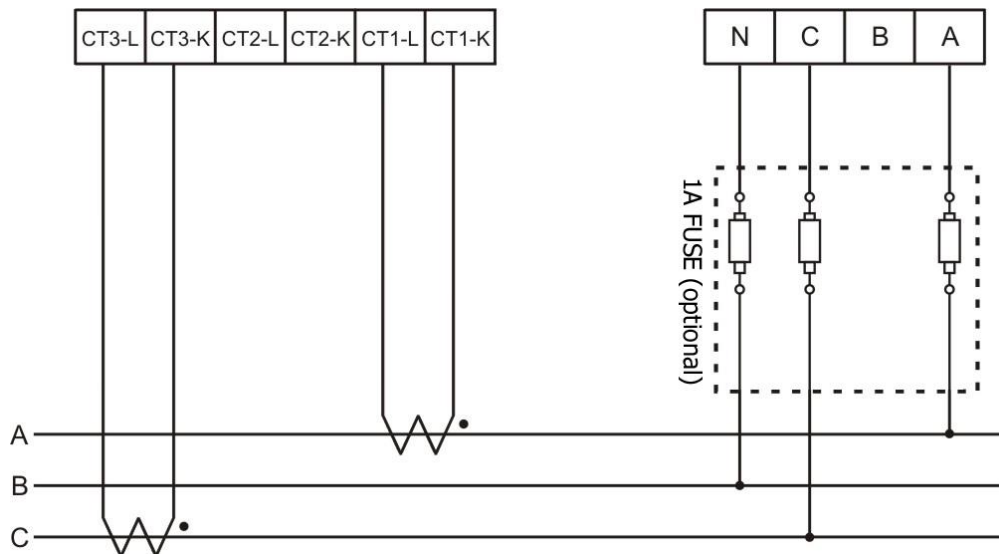 CT3-L CT3-K CT2-L CT2-K CT1-L CT1-K
N C B A
1A FUSE (optional)
A
B
C